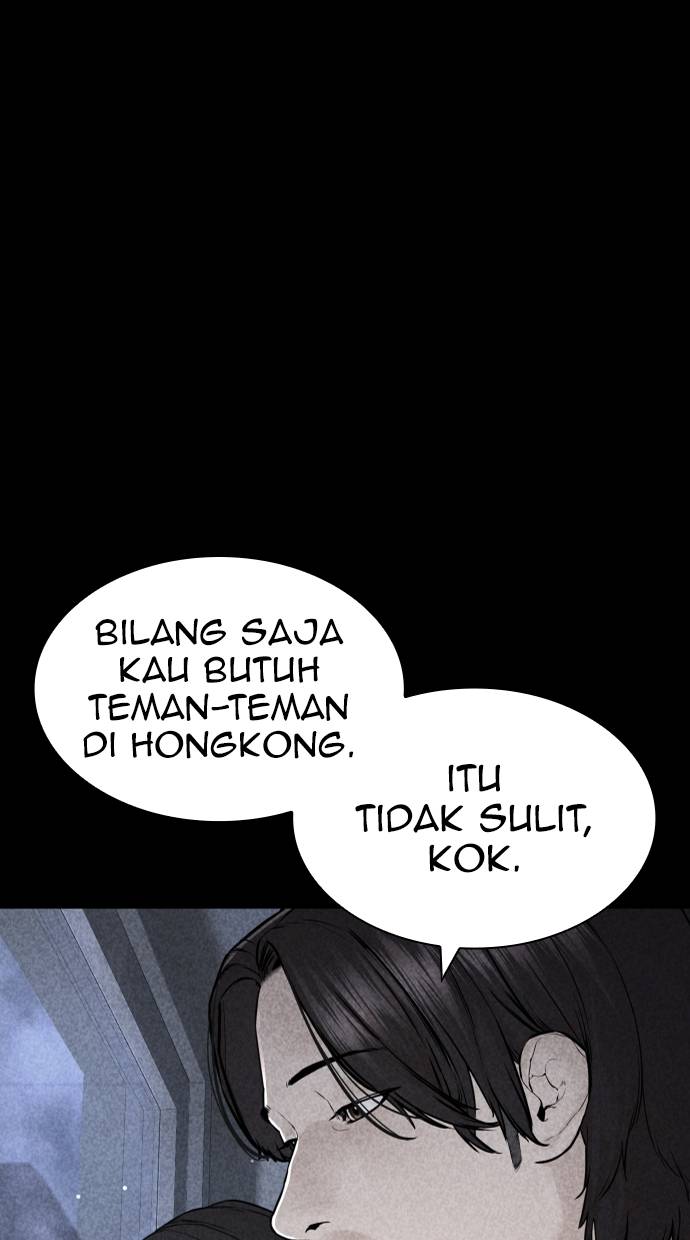 BILANG SAJA
KAU BUTUH
TEMAN-TEMAN
DI HONGKONG.
ITU
TIDAK SULIT,
KOK.